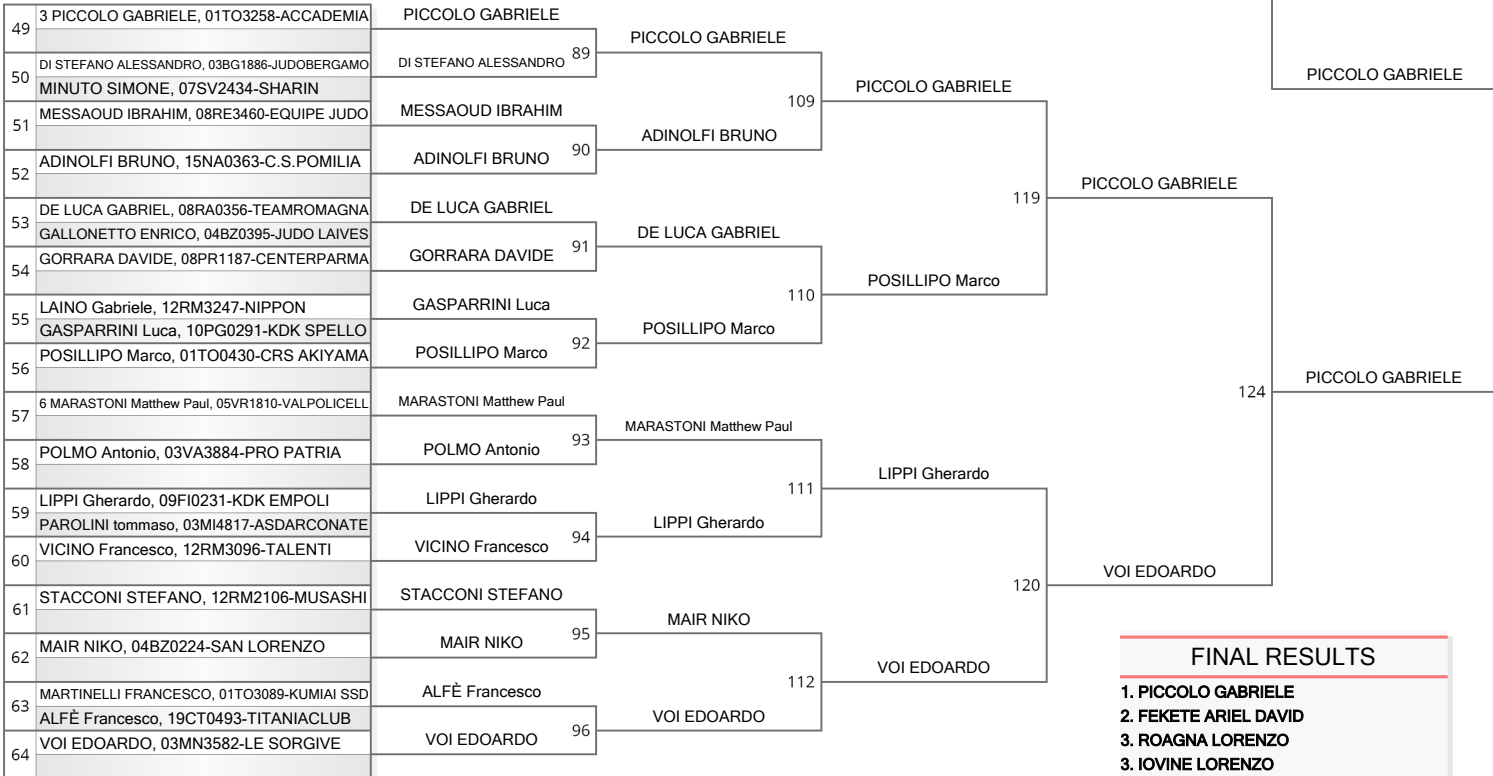 49
3 PICCOLO GABRIELE, 01TO3258-ACCADEMIA
50
DI STEFANO ALESSANDRO, 03BG1886-JUDOBERGAMO
MINUTO SIMONE, 07SV2434-SHARIN
51
MESSAOUD IBRAHIM, 08RE3460-EQUIPE JUDO
52
ADINOLFI BRUNO, 15NA0363-C.S.POMILIA
53
DE LUCA GABRIEL, 08RA0356-TEAMROMAGNA
GALLONETTO ENRICO, 04BZ0395-JUDO LAIVES
54
GORRARA DAVIDE, 08PR1187-CENTERPARMA
55
LAINO Gabriele, 12RM3247-NIPPON
GASPARRINI Luca, 10PG0291-KDK SPELLO
56
POSILLIPO Marco, 01TO0430-CRS AKIYAMA
57
6 MARASTONI Matthew Paul, 05VR1810-VALPOLICELL
58
POLMO Antonio, 03VA3884-PRO PATRIA
59
LIPPI Gherardo, 09FI0231-KDK EMPOLI
PAROLINI tommaso, 03MI4817-ASDARCONATE
60
VICINO Francesco, 12RM3096-TALENTI
61
STACCONI STEFANO, 12RM2106-MUSASHI
62
MAIR NIKO, 04BZ0224-SAN LORENZO
63
MARTINELLI FRANCESCO, 01TO3089-KUMIAI SSD
ALFÈ Francesco, 19CT0493-TITANIACLUB
64
VOI EDOARDO, 03MN3582-LE SORGIVE
PICCOLO GABRIELE
DI STEFANO ALESSANDRO
89
MESSAOUD IBRAHIM
ADINOLFI BRUNO
90
DE LUCA GABRIEL
GORRARA DAVIDE
91
GASPARRINI Luca
POSILLIPO Marco
92
MARASTONI Matthew Paul
POLMO Antonio
93
LIPPI Gherardo
VICINO Francesco
94
STACCONI STEFANO
MAIR NIKO
95
ALFÈ Francesco
VOI EDOARDO
96
PICCOLO GABRIELE
ADINOLFI BRUNO
109
DE LUCA GABRIEL
POSILLIPO Marco
110
MARASTONI Matthew Paul
LIPPI Gherardo
111
MAIR NIKO
VOI EDOARDO
112
PICCOLO GABRIELE
POSILLIPO Marco
119
LIPPI Gherardo
VOI EDOARDO
120
PICCOLO GABRIELE
VOI EDOARDO
124
PICCOLO GABRIELE
PICCOLO GABRIELE
FINAL RESULTS
1. PICCOLO GABRIELE
2. FEKETE ARIEL DAVID
3. ROAGNA LORENZO
3. IOVINE LORENZO